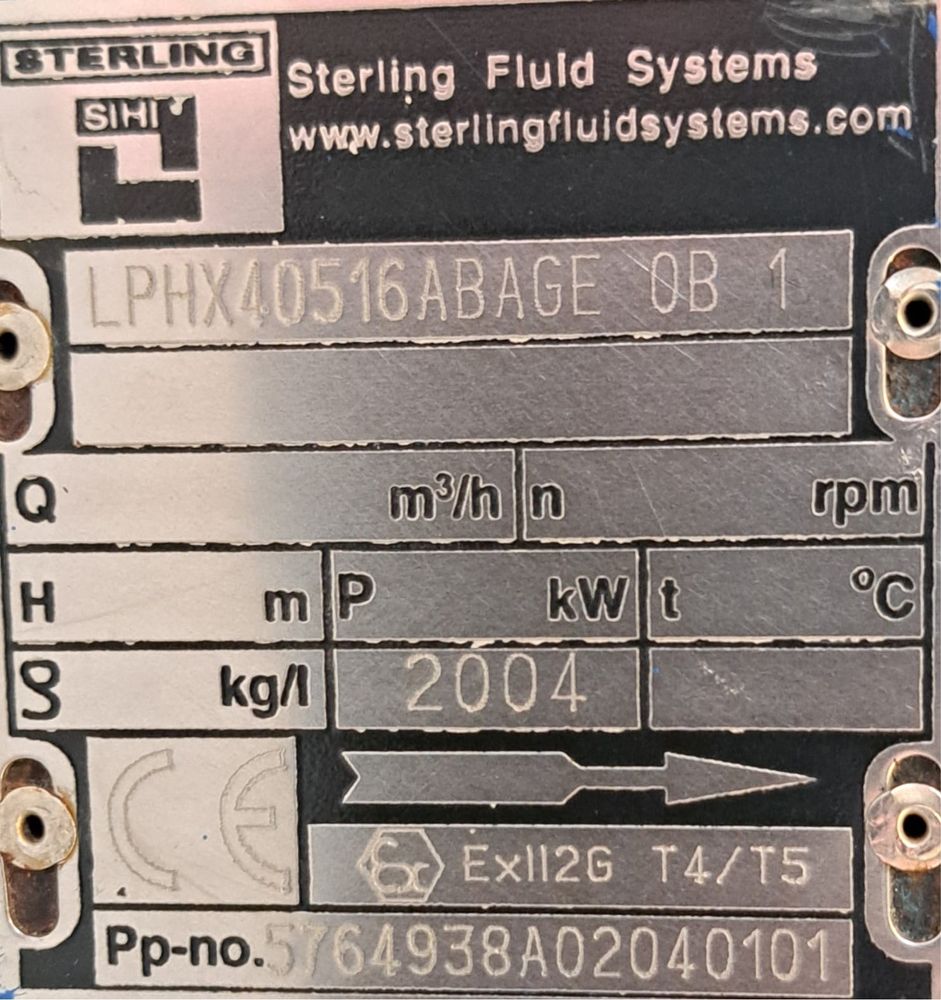 STERLING
SIHI
Sterling Fluid Systems
www.sterlingfluidsystems.com
LPHX40516ABAGE 0B 1
Q m³/h n rpm
H m P kW t °C
ϱ kg/l 2004
CE
Ex ExII2G T4/T5
Pp-no. 5764938A02040101